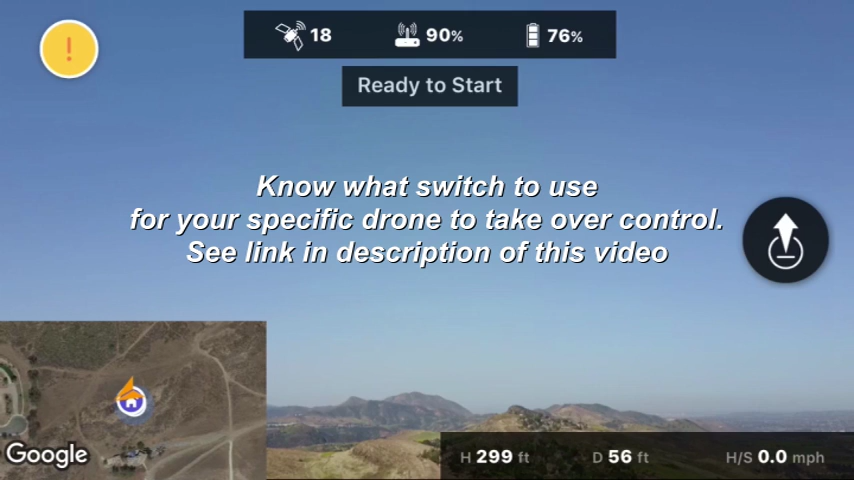 18 90% 76%
Ready to Start
Know what switch to use
for your specific drone to take over control.
See link in description of this video
Google
H 299 ft D 56 ft H/S 0.0 mph